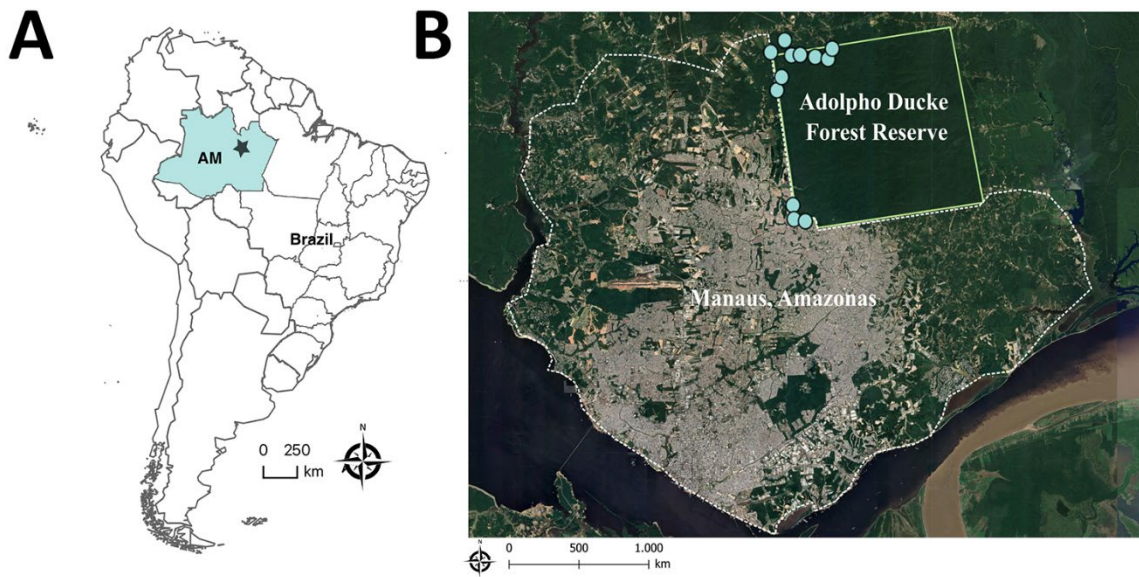 A
AM
Brazil
0 250
km
N
B
Adolpho Ducke
Forest Reserve
Manaus, Amazonas
N
0 500 1.000
km